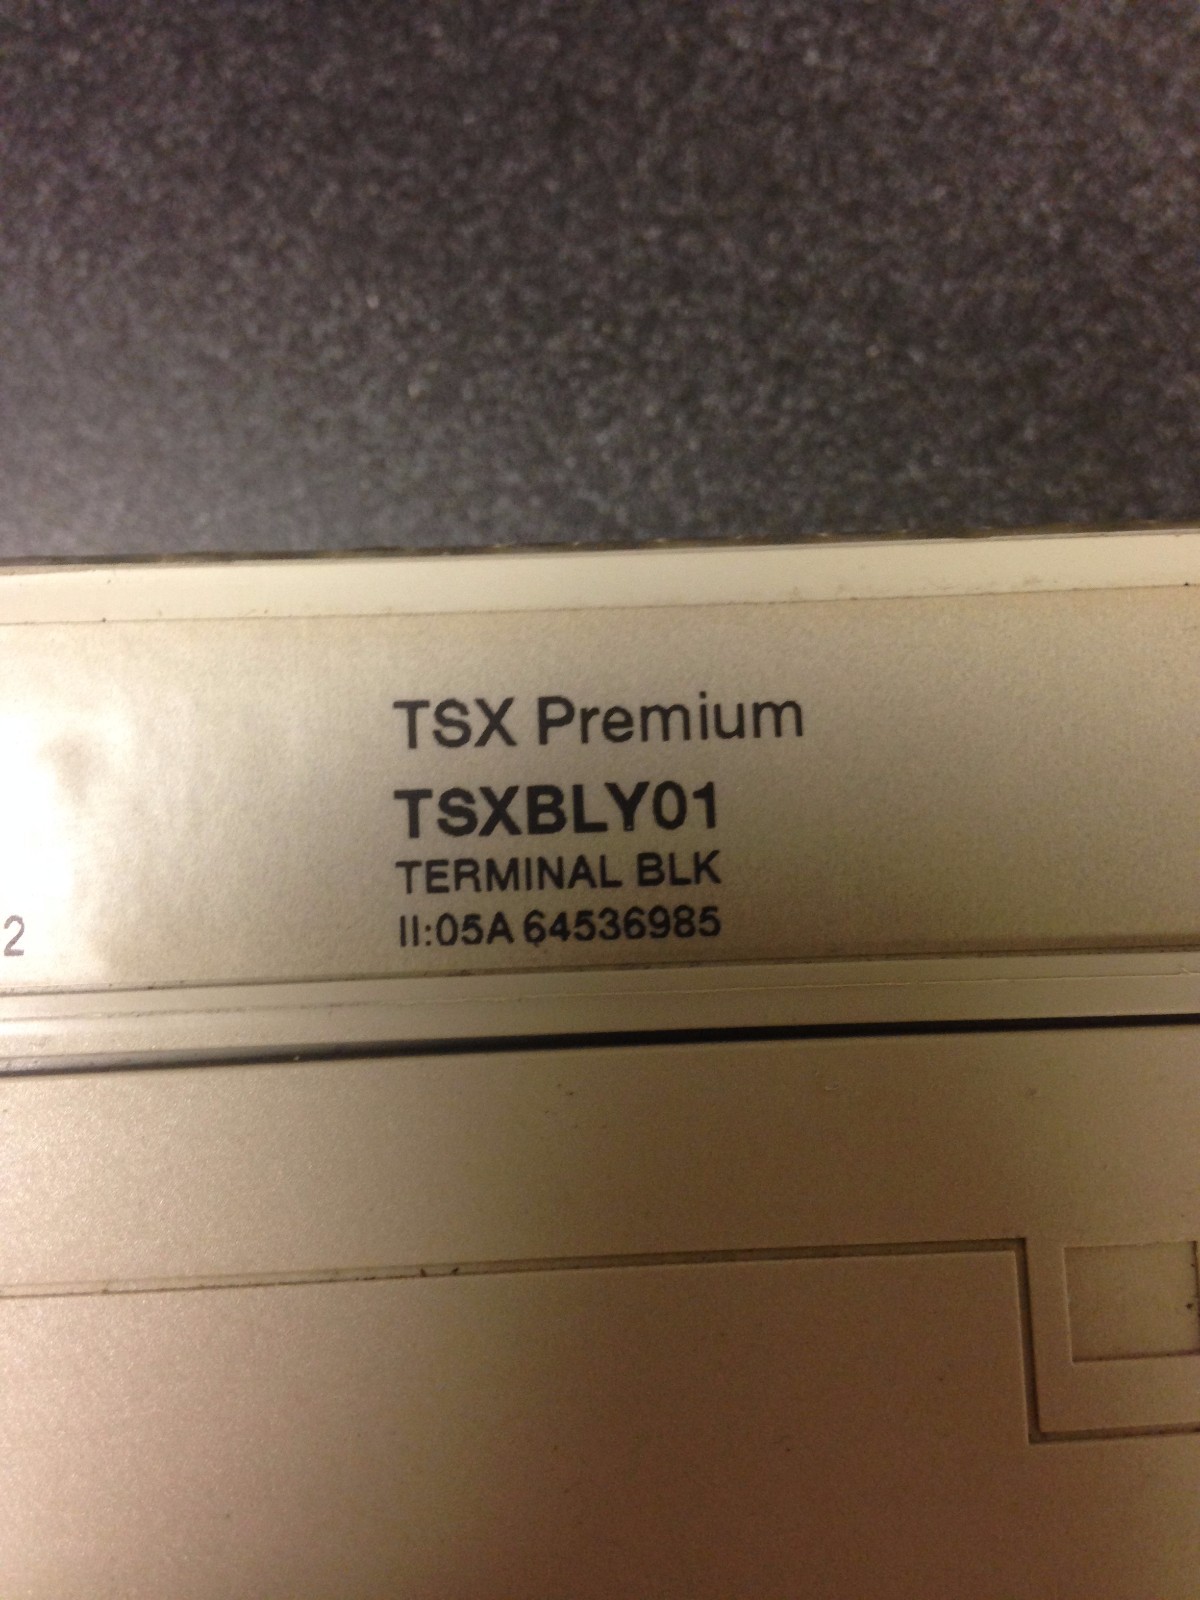 TSX Premium
TSXBLY01
TERMINAL BLK
II:05A 64536985
2